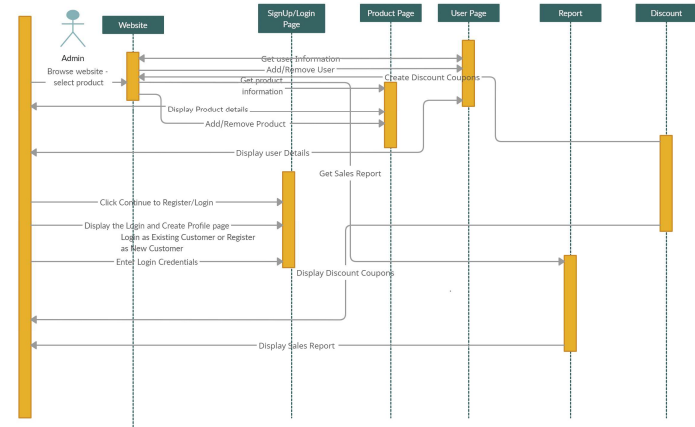 Website
SignUp/Login
Page
Product Page
User Page
Report
Discount
Admin
Get user Information
Add/Remove User
Browse website -
select product
Create Discount Coupons
Get product
information
Display Product details
Add/Remove Product
Display user Details
Get Sales Report
Click Continue to Register/Login
Display the Login and Create Profile page
Login as Existing Customer or Register
as New Customer
Enter Login Credentials
Display Discount Coupons
Display Sales Report